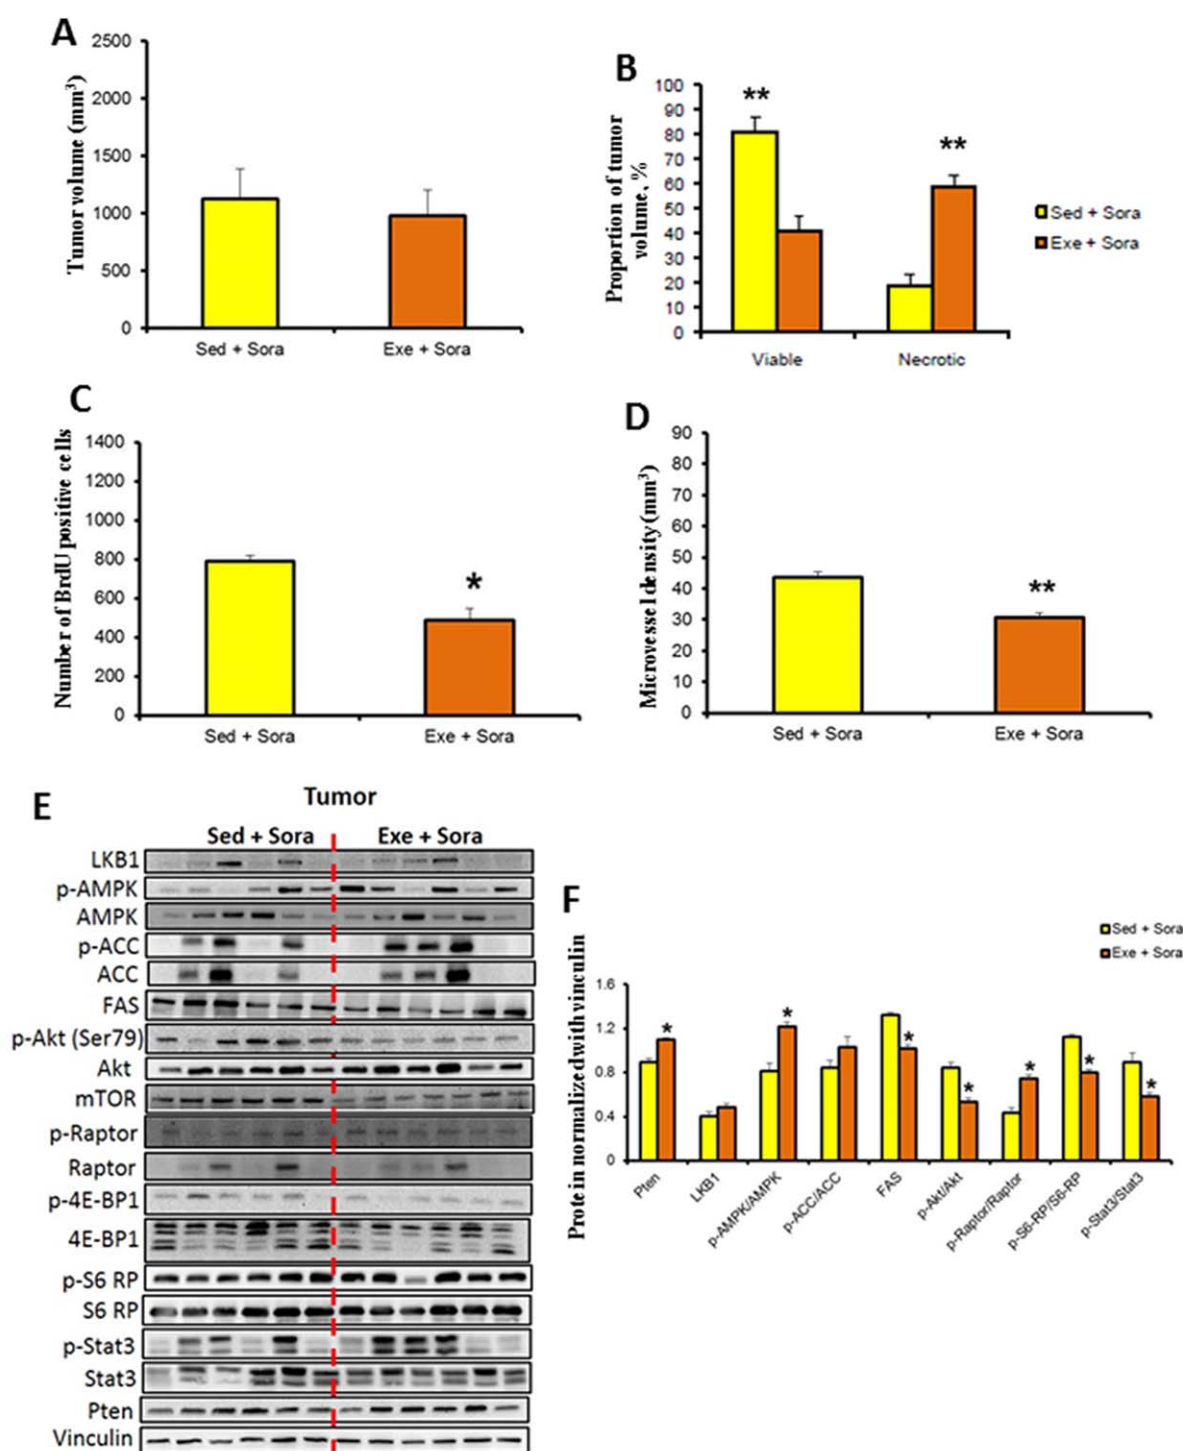 A
2500
2000
1500
1000
500
0
Tumor volume (mm³)
Sed + Sora
Exe + Sora
B
100
90
80
70
60
50
40
30
20
10
0
Proportion of tumor
volume, %
**
**
Viable
Necrotic
Sed + Sora
Exe + Sora
C
1400
1200
1000
800
600
400
200
0
Number of BrdU positive cells
*
Sed + Sora
Exe + Sora
D
90
80
70
60
50
40
30
20
10
0
Microvessel density (mm³)
**
Sed + Sora
Exe + Sora
E
Tumor
Sed + Sora
Exe + Sora
LKB1
p-AMPK
AMPK
p-ACC
ACC
FAS
p-Akt (Ser79)
Akt
mTOR
p-Raptor
Raptor
p-4E-BP1
4E-BP1
p-S6 RP
S6 RP
p-Stat3
Stat3
Pten
Vinculin
F
Sed + Sora
Exe + Sora
Protein normalized with vinculin
1.6
1.2
0.8
0.4
0
*
*
*
*
*
*
*
Pten
LKB1
p-AMPK/AMPK
p-ACC/ACC
FAS
p-Akt/Akt
p-Raptor/Raptor
p-S6-RP/S6-RP
p-Stat3/Stat3